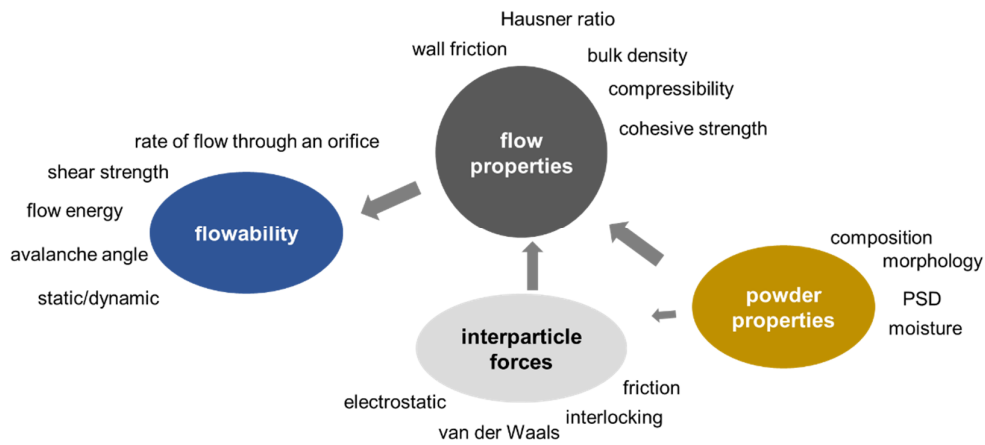 Hausner ratio
wall friction
bulk density
compressibility
cohesive strength
flow
properties
rate of flow through an orifice
shear strength
flow energy
avalanche angle
static/dynamic
flowability
composition
morphology
PSD
moisture
powder
properties
interparticle
forces
electrostatic
van der Waals
interlocking
friction